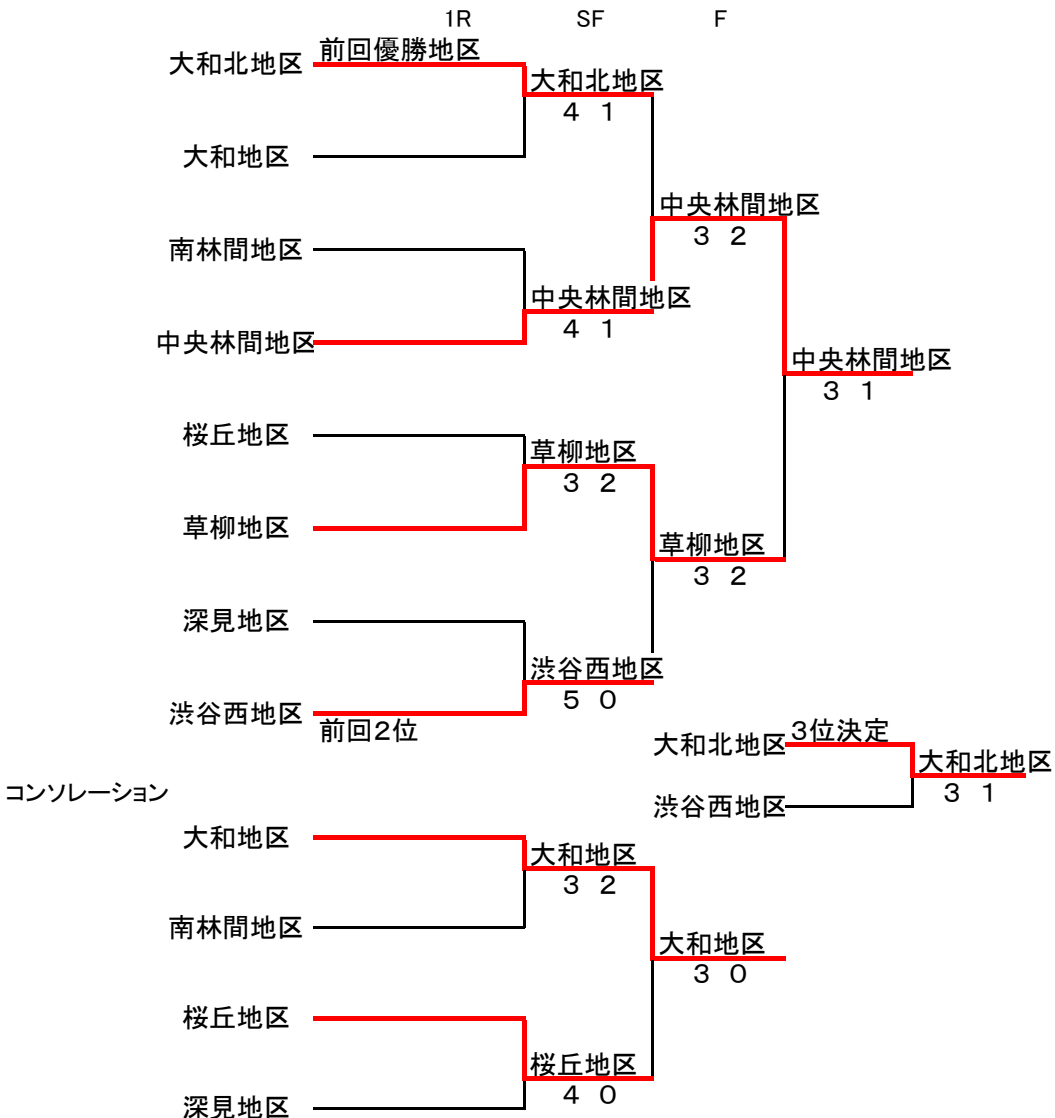 1R SF F
前回優勝地区
大和北地区
大和北地区
4 1
大和地区
中央林間地区
3 2
南林間地区
中央林間地区
4 1
中央林間地区
中央林間地区
3 1
桜丘地区
草柳地区
3 2
草柳地区
草柳地区
3 2
深見地区
渋谷西地区
5 0
渋谷西地区
前回2位
3位決定
大和北地区
大和北地区
3 1
渋谷西地区
コンソレーション
大和地区
大和地区
3 2
南林間地区
大和地区
3 0
桜丘地区
桜丘地区
4 0
深見地区